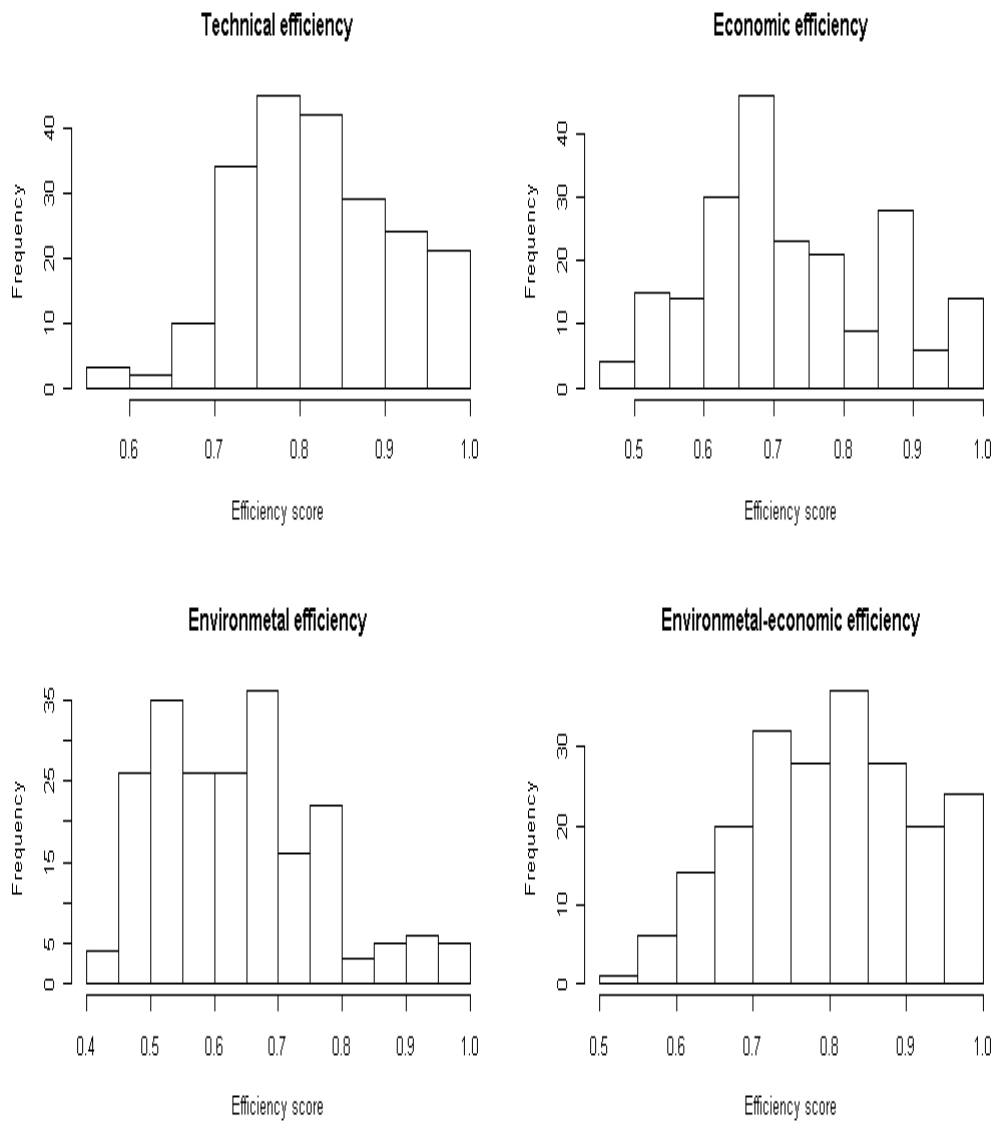 Technical efficiency
Frequency
0 10 20 30 40
0.6 0.7 0.8 0.9 1.0
Efficiency score
Economic efficiency
Frequency
0 10 20 30 40
0.5 0.6 0.7 0.8 0.9 1.0
Efficiency score
Environmetal efficiency
Frequency
0 5 15 25 35
0.4 0.5 0.6 0.7 0.8 0.9 1.0
Efficiency score
Environmetal-economic efficiency
Frequency
0 10 20 30
0.5 0.6 0.7 0.8 0.9 1.0
Efficiency score